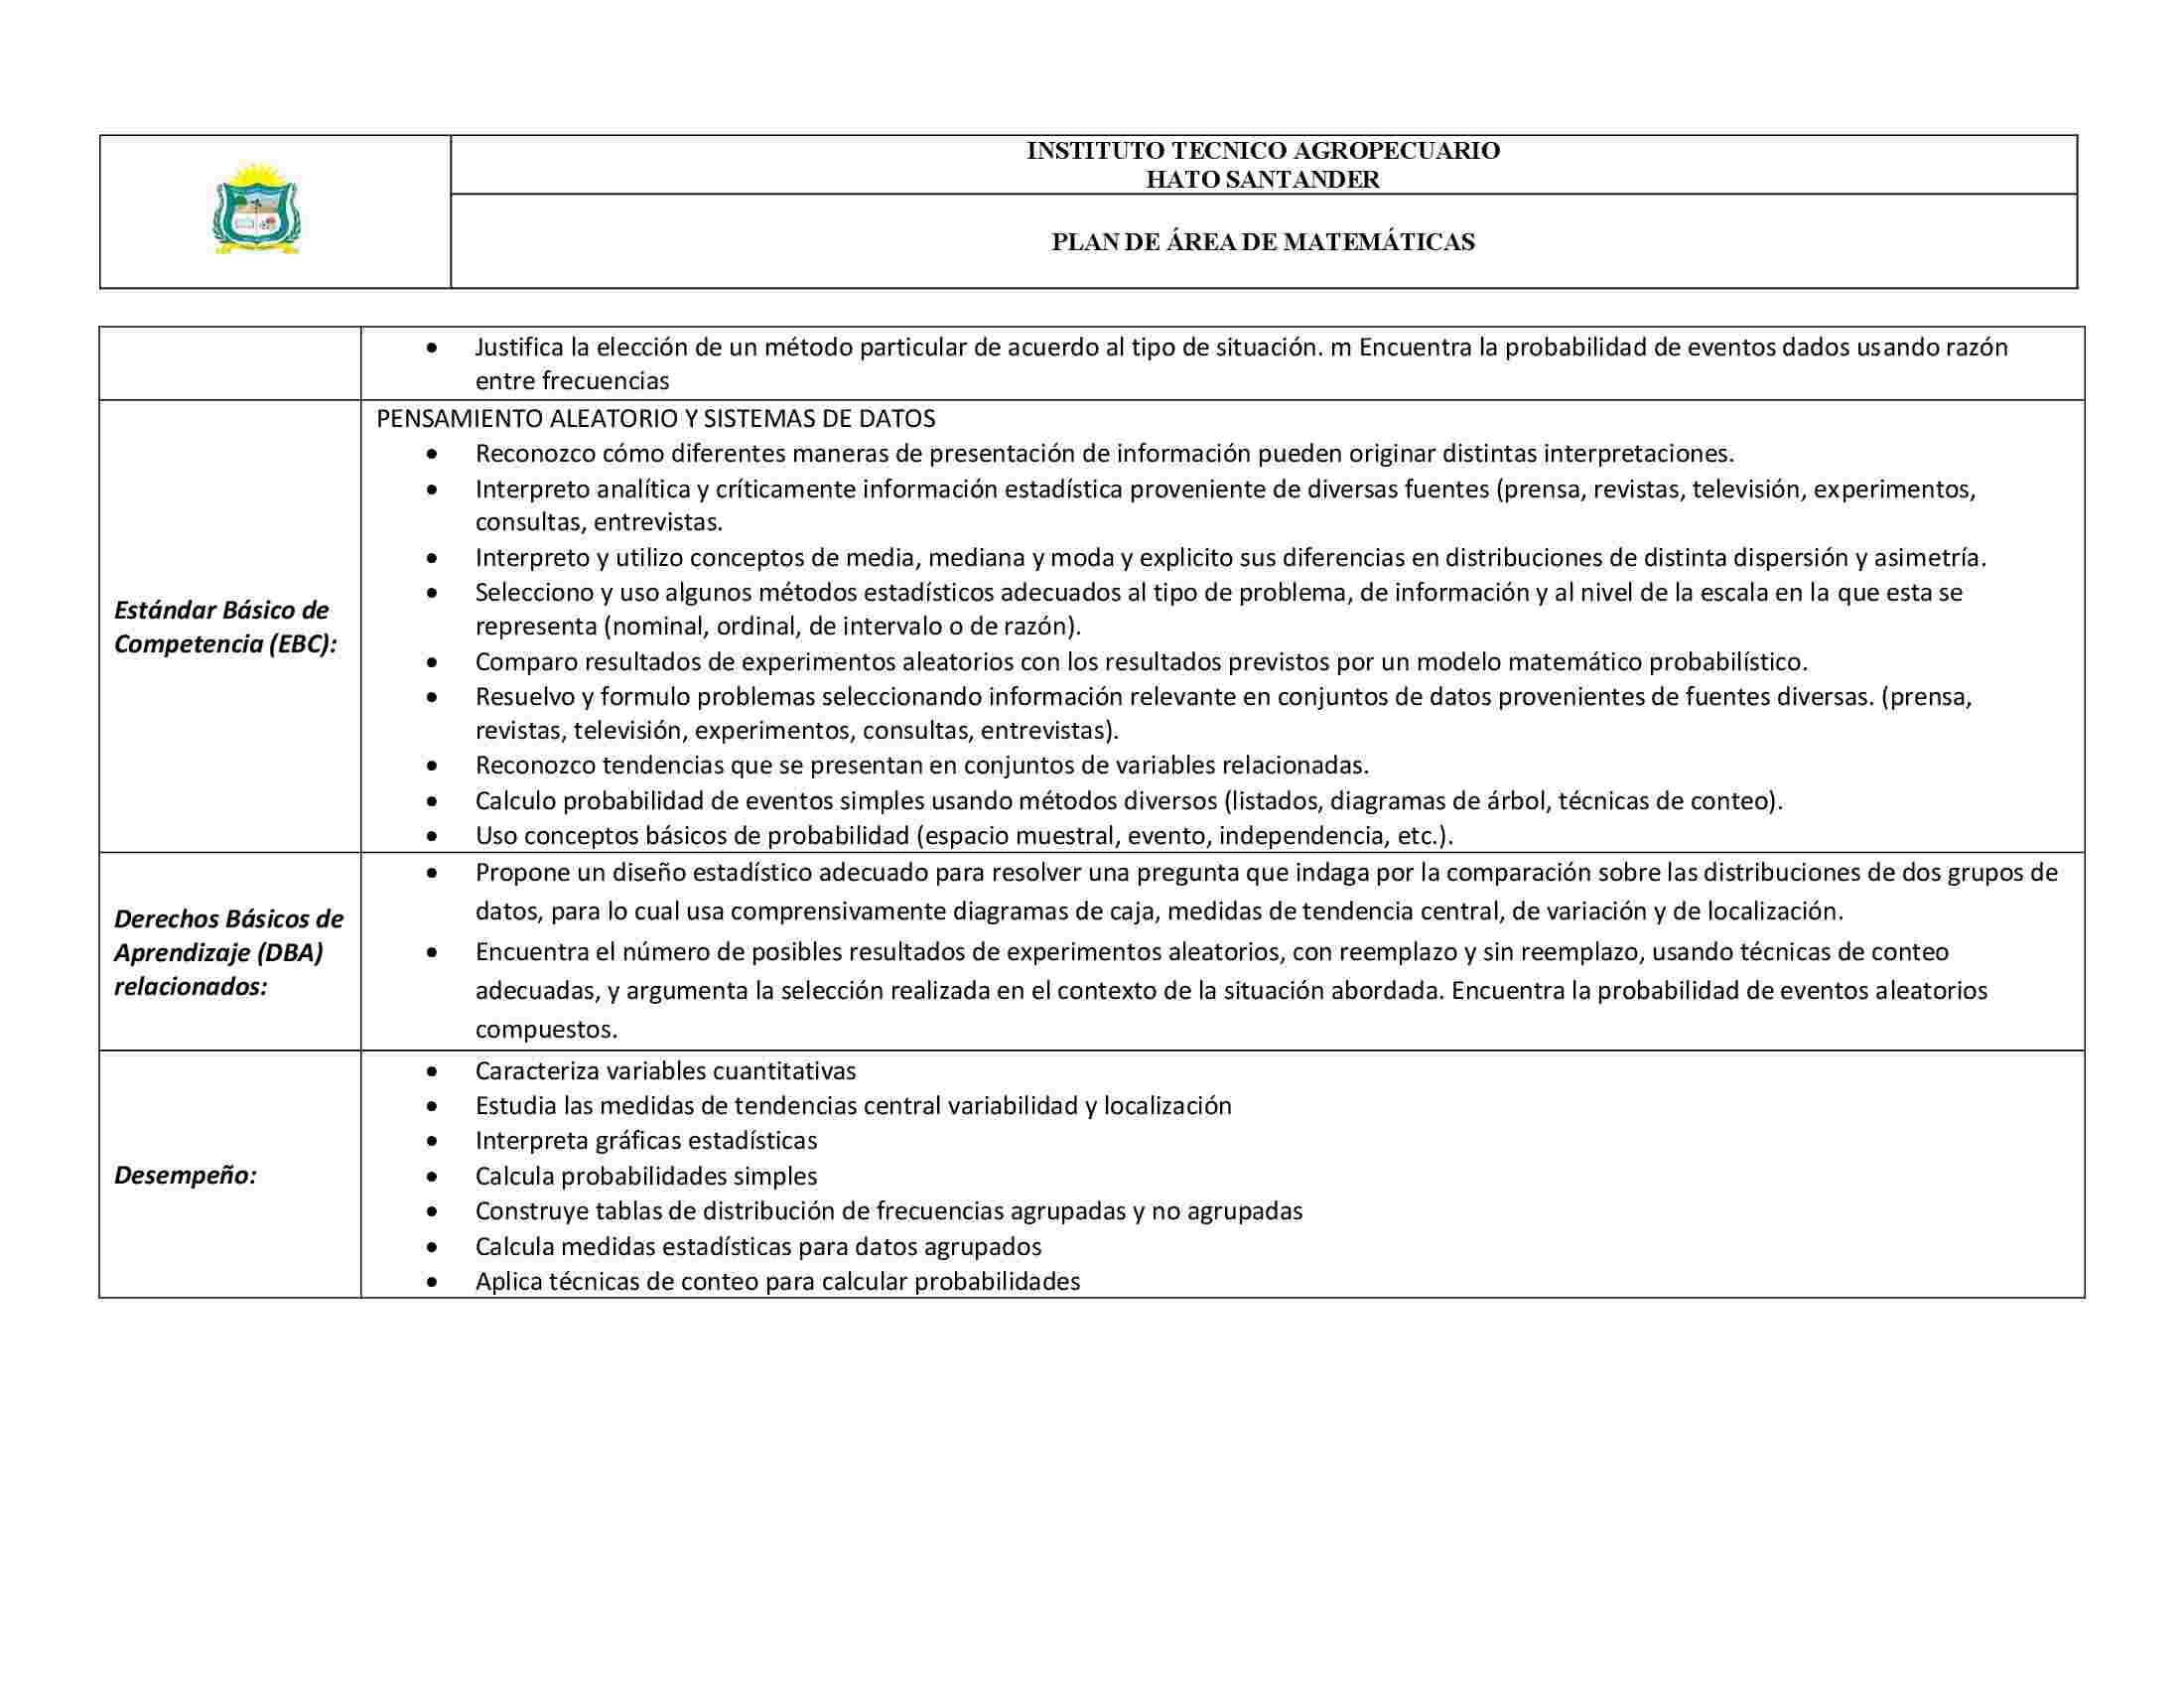 INSTITUTO TECNICO AGROPECUARIO
HATO SANTANDER
PLAN DE ÁREA DE MATEMÁTICAS
• Justifica la elección de un método particular de acuerdo al tipo de situación. m Encuentra la probabilidad de eventos dados usando razón
entre frecuencias
Estándar Básico de
Competencia (EBC):
PENSAMIENTO ALEATORIO Y SISTEMAS DE DATOS
• Reconozco cómo diferentes maneras de presentación de información pueden originar distintas interpretaciones.
• Interpreto analítica y críticamente información estadística proveniente de diversas fuentes (prensa, revistas, televisión, experimentos,
consultas, entrevistas.
• Interpreto y utilizo conceptos de media, mediana y moda y explicito sus diferencias en distribuciones de distinta dispersión y asimetría.
• Selecciono y uso algunos métodos estadísticos adecuados al tipo de problema, de información y al nivel de la escala en la que esta se
representa (nominal, ordinal, de intervalo o de razón).
• Comparo resultados de experimentos aleatorios con los resultados previstos por un modelo matemático probabilístico.
• Resuelvo y formulo problemas seleccionando información relevante en conjuntos de datos provenientes de fuentes diversas. (prensa,
revistas, televisión, experimentos, consultas, entrevistas).
• Reconozco tendencias que se presentan en conjuntos de variables relacionadas.
• Calculo probabilidad de eventos simples usando métodos diversos (listados, diagramas de árbol, técnicas de conteo).
• Uso conceptos básicos de probabilidad (espacio muestral, evento, independencia, etc.).
Derechos Básicos de
Aprendizaje (DBA)
relacionados:
• Propone un diseño estadístico adecuado para resolver una pregunta que indaga por la comparación sobre las distribuciones de dos grupos de
datos, para lo cual usa comprensivamente diagramas de caja, medidas de tendencia central, de variación y de localización.
• Encuentra el número de posibles resultados de experimentos aleatorios, con reemplazo y sin reemplazo, usando técnicas de conteo
adecuadas, y argumenta la selección realizada en el contexto de la situación abordada. Encuentra la probabilidad de eventos aleatorios
compuestos.
Desempeño:
• Caracteriza variables cuantitativas
• Estudia las medidas de tendencias central variabilidad y localización
• Interpreta gráficas estadísticas
• Calcula probabilidades simples
• Construye tablas de distribución de frecuencias agrupadas y no agrupadas
• Calcula medidas estadísticas para datos agrupados
• Aplica técnicas de conteo para calcular probabilidades